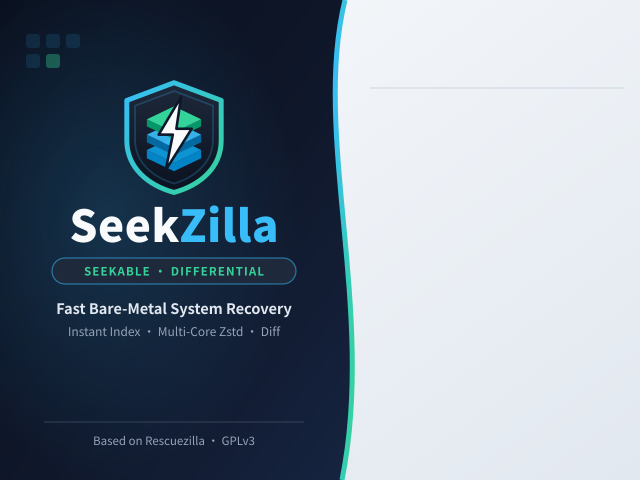 SeekZilla
SEEKABLE • DIFFERENTIAL
Fast Bare-Metal System Recovery
Instant Index • Multi-Core Zstd • Diff
Based on Rescuezilla • GPLv3